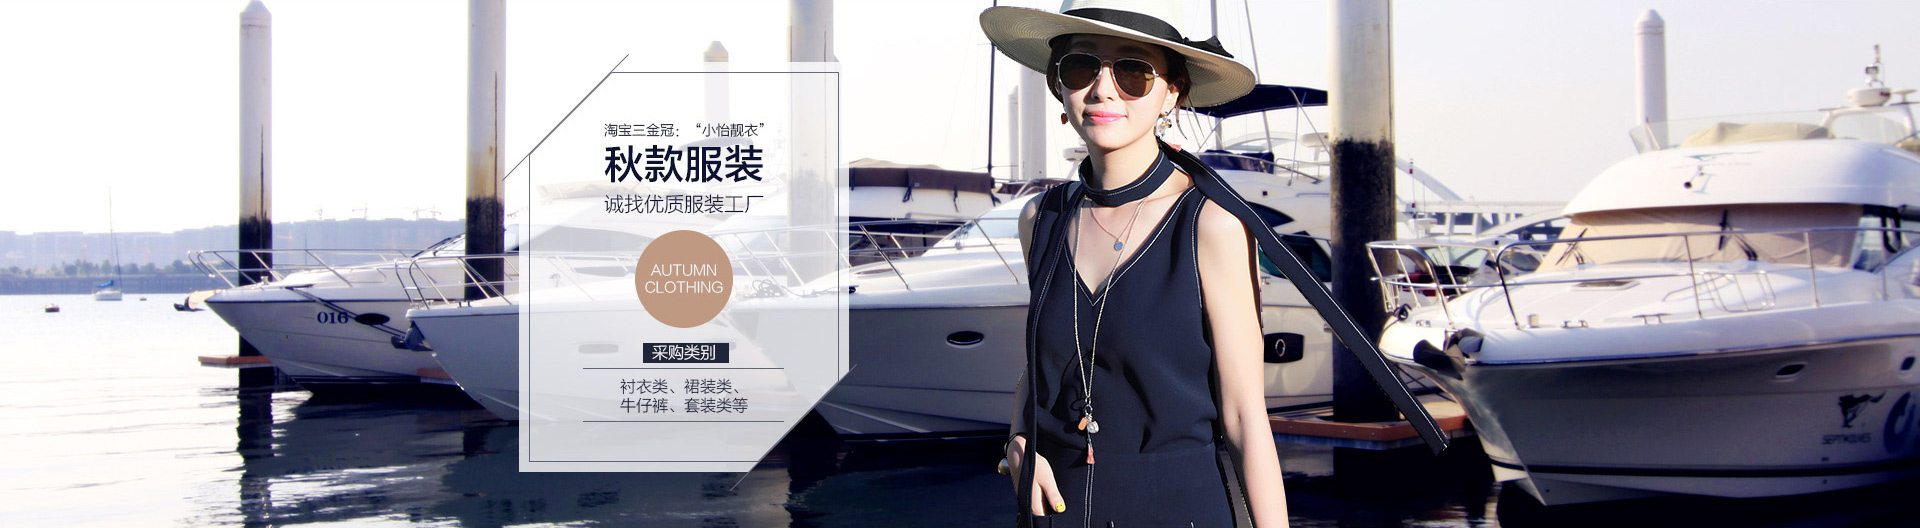 淘宝三金冠：“小怡靓衣”
秋款服装
诚找优质服装工厂
AUTUMN
CLOTHING
采购类别
衬衣类、裙装类、
牛仔裤、套装类等
016
SEPTWOLVES